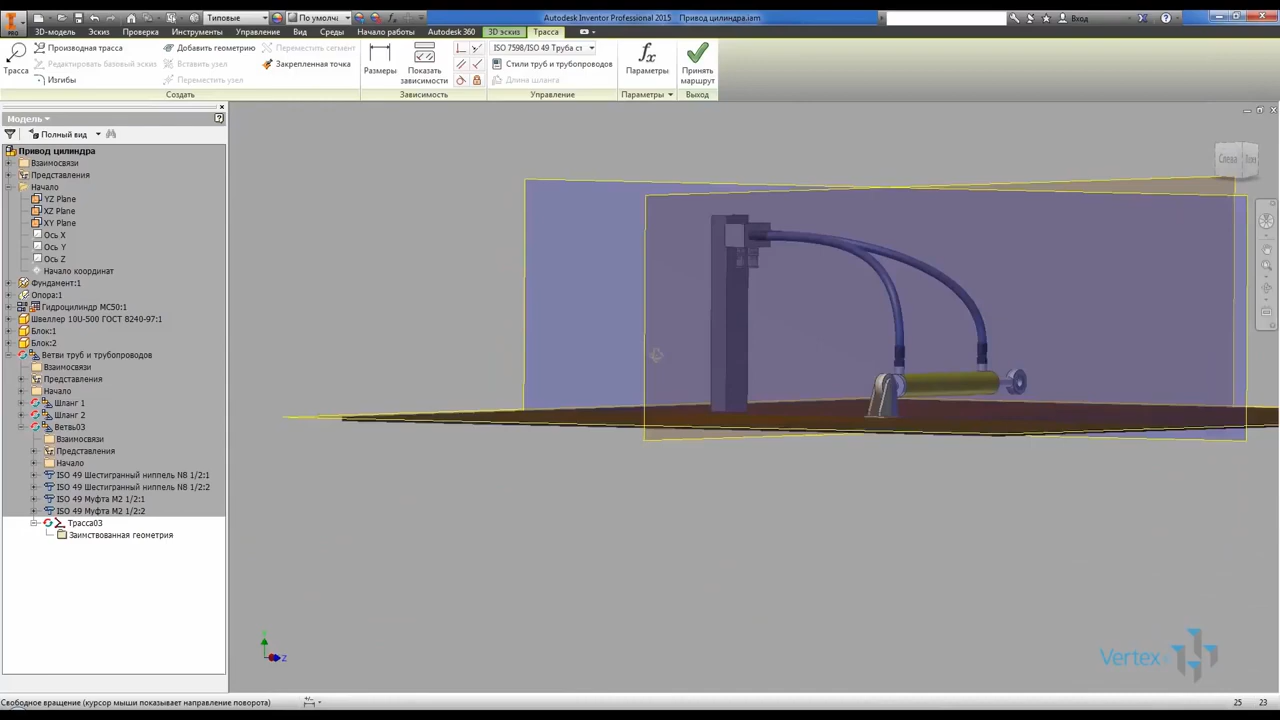 Типовые
По умолч
Autodesk Inventor Professional 2015 Привод цилиндра.iam
Вход
3D-модель Эскиз Проверка Инструменты Управление Вид Среды Начало работы Autodesk 360 3D эскиз Трасса
Трасса
Производная трасса
Редактировать базовый эскиз
Изгибы
Добавить геометрию
Вставить узел
Переместить узел
Переместить сегмент
Закрепленная точка
Создать
Размеры
Показать
зависимости
Зависимость
ISO 7598/ISO 49 Труба ст
Стили труб и трубопроводов
Длина шланга
Управление
fx
Параметры
Параметры
Принять
маршрут
Выход
Модель
Полный вид
Привод цилиндра
Взаимосвязи
Представления
Начало
YZ Plane
XZ Plane
XY Plane
Ось X
Ось Y
Ось Z
Начало координат
Фундамент:1
Опора:1
Гидроцилиндр МС50:1
Швеллер 10U-500 ГОСТ 8240-97:1
Блок:1
Блок:2
Ветви труб и трубопроводов
Взаимосвязи
Представления
Начало
Шланг 1
Шланг 2
Ветвь03
Взаимосвязи
Представления
Начало
ISO 49 Шестигранный ниппель N8 1/2:1
ISO 49 Шестигранный ниппель N8 1/2:2
ISO 49 Муфта M2 1/2:1
ISO 49 Муфта M2 1/2:2
Трасса03
Заимствованная геометрия
Слева
Z
Vertex
Свободное вращение (курсор мыши показывает направление поворота)
25 23